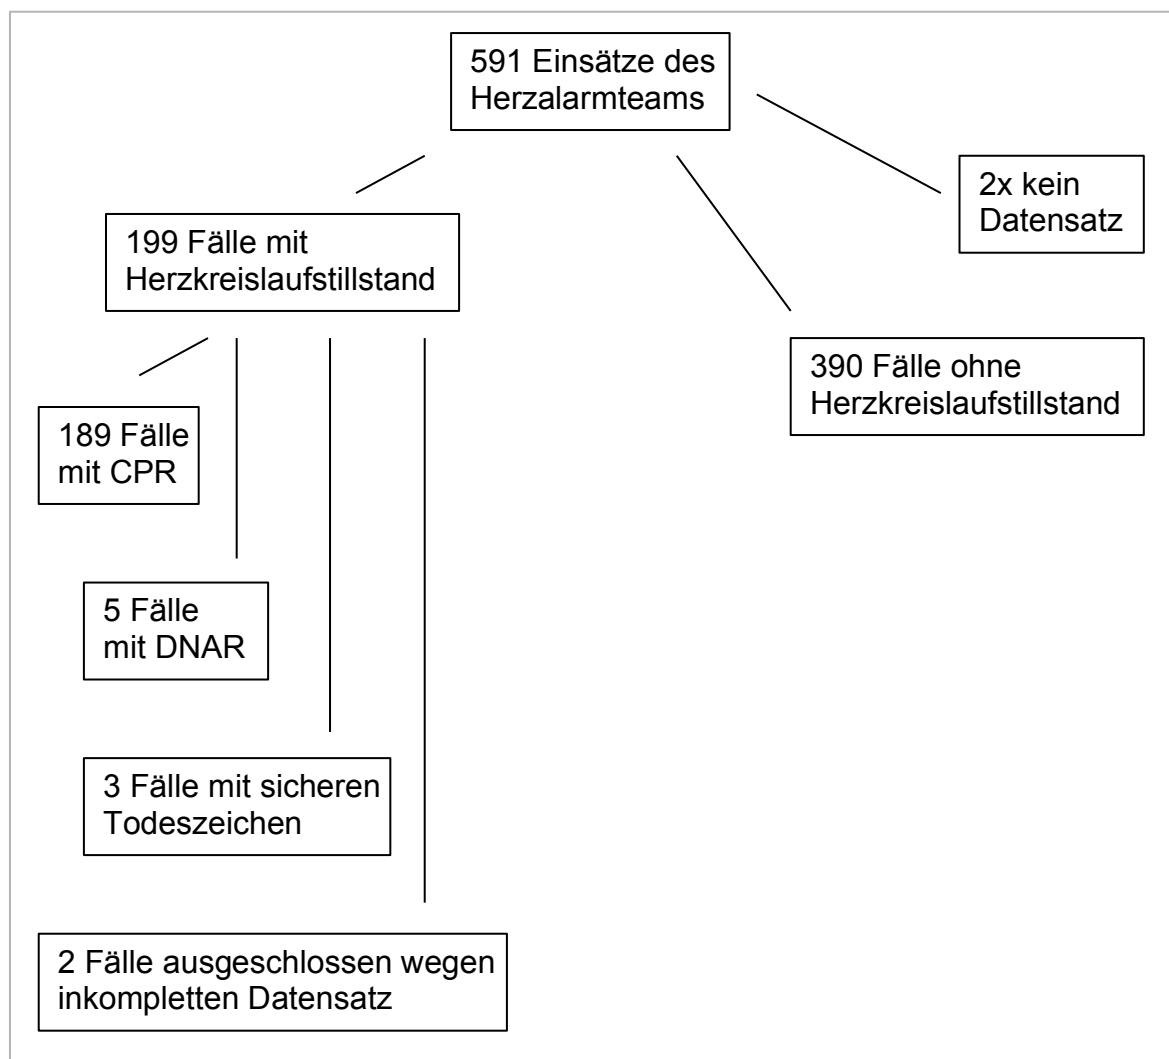 591 Einsätze des
Herzalarmteams
2x kein
Datensatz
199 Fälle mit
Herzkreislaufstillstand
390 Fälle ohne
Herzkreislaufstillstand
189 Fälle
mit CPR
5 Fälle
mit DNAR
3 Fälle mit sicheren
Todeszeichen
2 Fälle ausgeschlossen wegen
inkompletten Datensatz